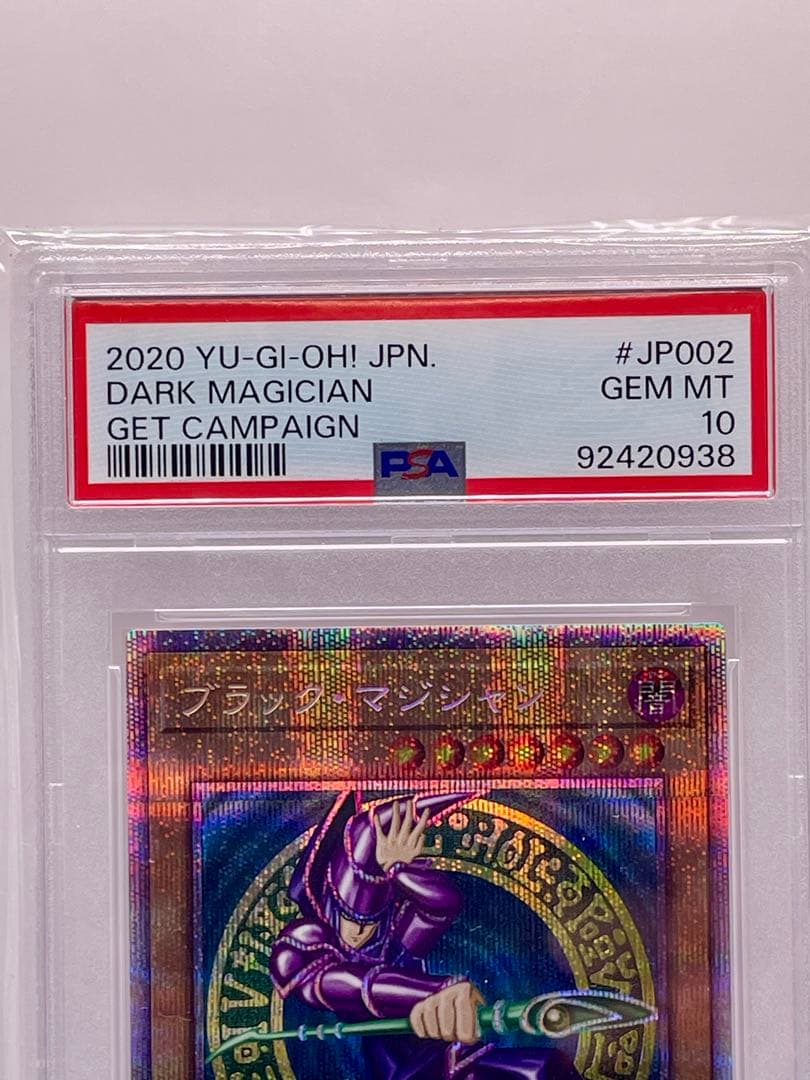 2020 YU-GI-OH! JPN. #JP002
DARK MAGICIAN GEM MT
GET CAMPAIGN 10
PSA 92420938
ブラック・マジシャン 闇